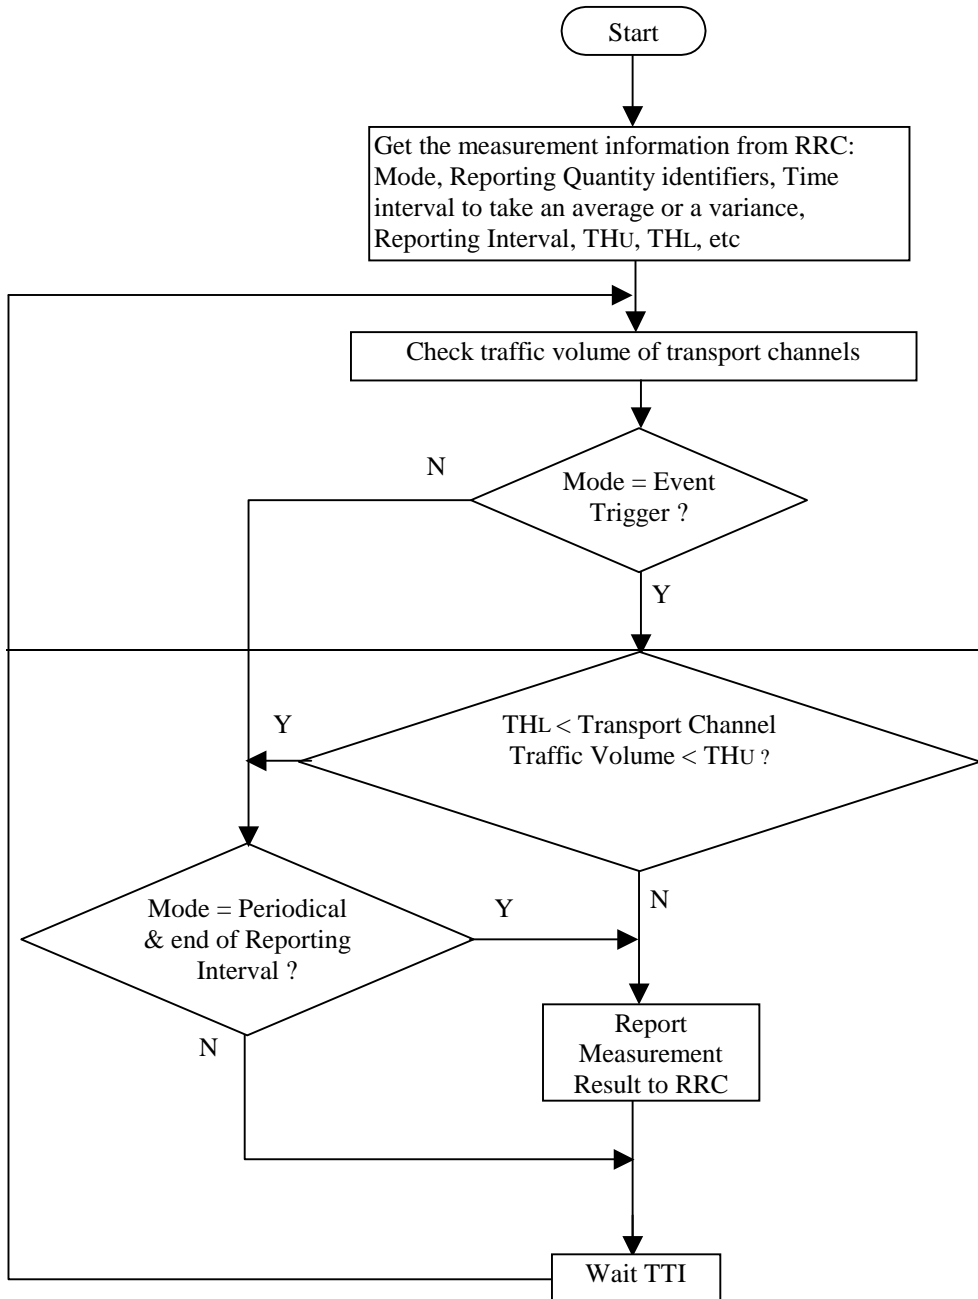 Start
Get the measurement information from RRC:
Mode, Reporting Quantity identifiers, Time
interval to take an average or a variance,
Reporting Interval, THU, THL, etc
Check traffic volume of transport channels
N
Mode = Event
Trigger ?
Y
Y
THL < Transport Channel
Traffic Volume < THU ?
N
Mode = Periodical
& end of Reporting
Interval ?
Y
N
Report
Measurement
Result to RRC
Wait TTI